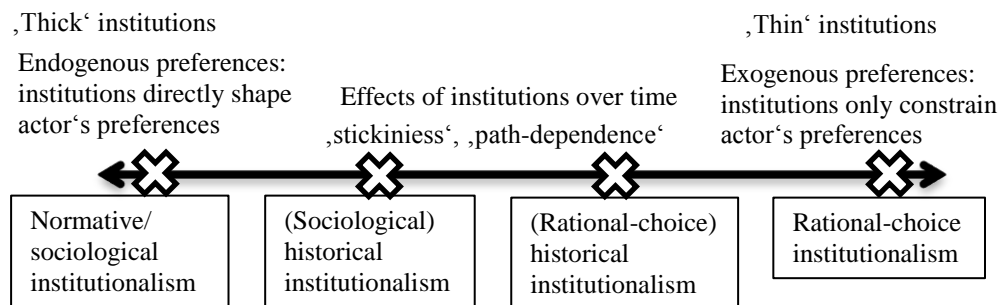 ‚Thick‘ institutions
Endogenous preferences:
institutions directly shape
actor‘s preferences
Effects of institutions over time
‚stickiniess‘, ‚path-dependence‘
‚Thin‘ institutions
Exogenous preferences:
institutions only constrain
actor‘s preferences
Normative/
sociological
institutionalism
(Sociological)
historical
institutionalism
(Rational-choice)
historical
institutionalism
Rational-choice
institutionalism